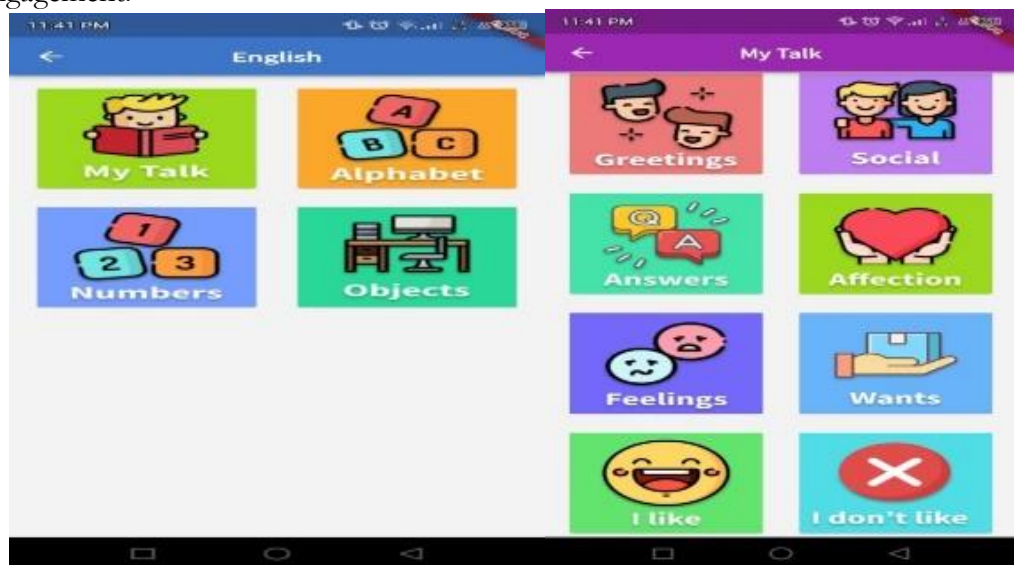 11:41 PM
English
My Talk
Alphabet
A
B C
Numbers
1
2 3
Objects
11:41 PM
My Talk
Greetings
Social
Q
A
Answers
Affection
Feelings
Wants
I like
I don't like